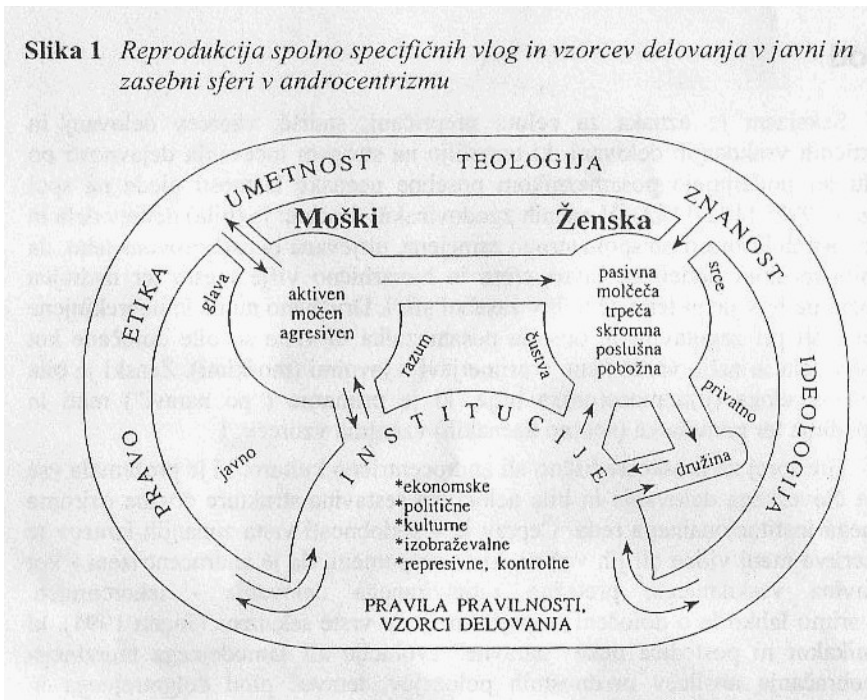 Slika 1 Reprodukcija spolno specifičnih vlog in vzorcev delovanja v javni in
zasebni sferi v androcentrizmu
PRAVO ETIKA UMETNOST TEOLOGIJA ZNANOST IDEOLOGIJA
Moški Ženska
glava
aktiven
močen
agresiven
razum
javno
čustva
pasivna
molčeča
trpeča
skromna
poslušna
pobožna
srce
privatno
družina
INSTITUCIJE
*ekonomske
*politične
*kulturne
*izobraževalne
*represivne, kontrolne
PRAVILA PRAVILNOSTI,
VZORCI DELOVANJA